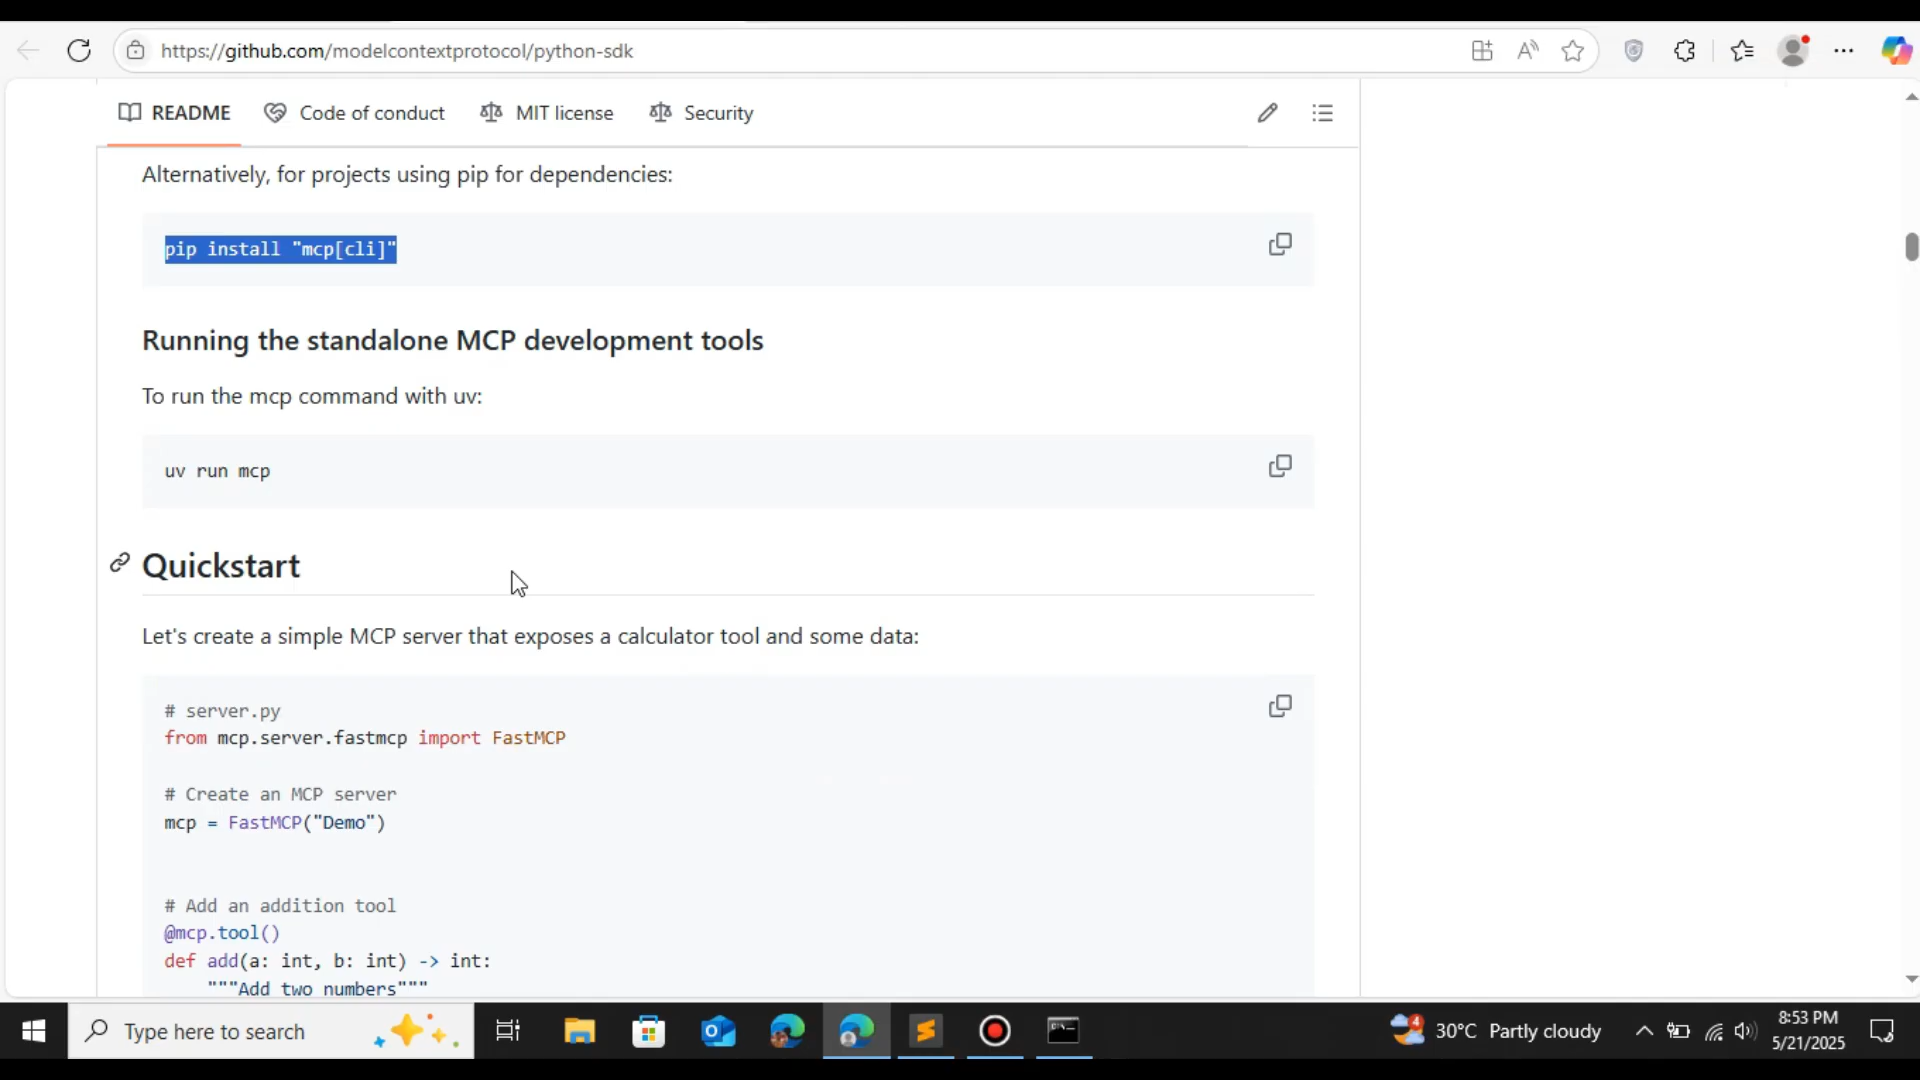 https://github.com/modelcontextprotocol/python-sdk
README Code of conduct MIT license Security
Alternatively, for projects using pip for dependencies:
pip install "mcp[cli]"
Running the standalone MCP development tools
To run the mcp command with uv:
uv run mcp
Quickstart
Let's create a simple MCP server that exposes a calculator tool and some data:
# server.py
from mcp.server.fastmcp import FastMCP
# Create an MCP server
mcp = FastMCP("Demo")
# Add an addition tool
@mcp.tool()
def add(a: int, b: int) -> int:
"""Add two numbers"""
Type here to search
4
30°C Partly cloudy
8:53 PM
5/21/2025